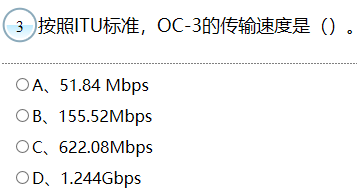 3 按照ITU标准，OC-3的传输速度是（）。
A、51.84 Mbps
B、155.52Mbps
C、622.08Mbps
D、1.244Gbps